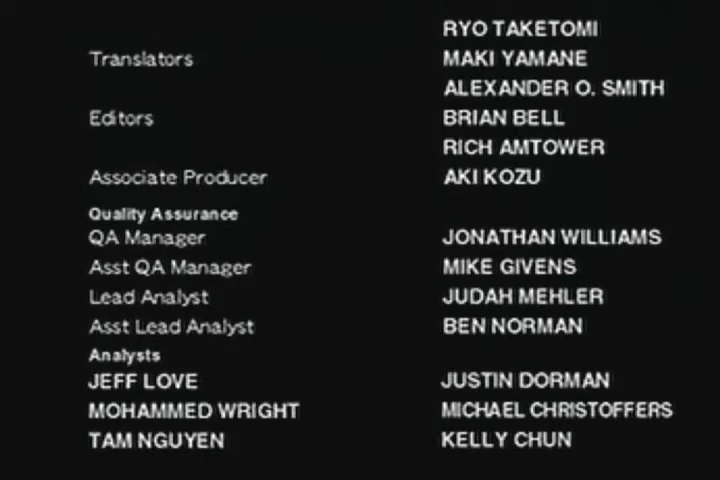 RYO TAKETOMI
Translators MAKI YAMANE
ALEXANDER O. SMITH
Editors BRIAN BELL
RICH AMTOWER
Associate Producer AKI KOZU
Quality Assurance
QA Manager JONATHAN WILLIAMS
Asst QA Manager MIKE GIVENS
Lead Analyst JUDAH MEHLER
Asst Lead Analyst BEN NORMAN
Analysts
JEFF LOVE JUSTIN DORMAN
MOHAMMED WRIGHT MICHAEL CHRISTOFFERS
TAM NGUYEN KELLY CHUN